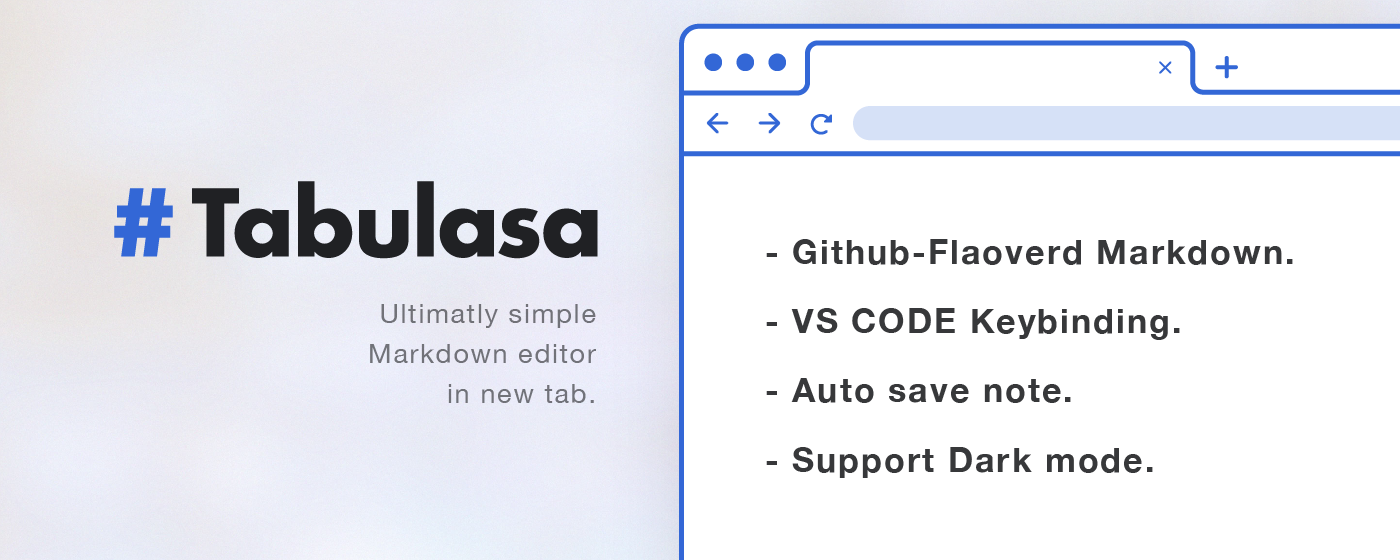 # Tabulasa
Ultimatly simple
Markdown editor
in new tab.
- Github-Flaoverd Markdown.
- VS CODE Keybinding.
- Auto save note.
- Support Dark mode.